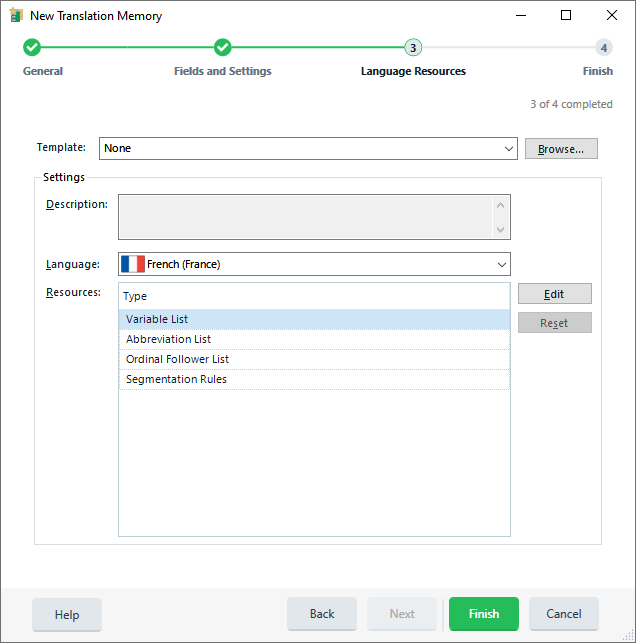 New Translation Memory
3
4
General
Fields and Settings
Language Resources
Finish
3 of 4 completed
Template:
None
Browse...
Settings
Description:
Language:
French (France)
Resources:
Type
Edit
Variable List
Reset
Abbreviation List
Ordinal Follower List
Segmentation Rules
Help
Back
Next
Finish
Cancel